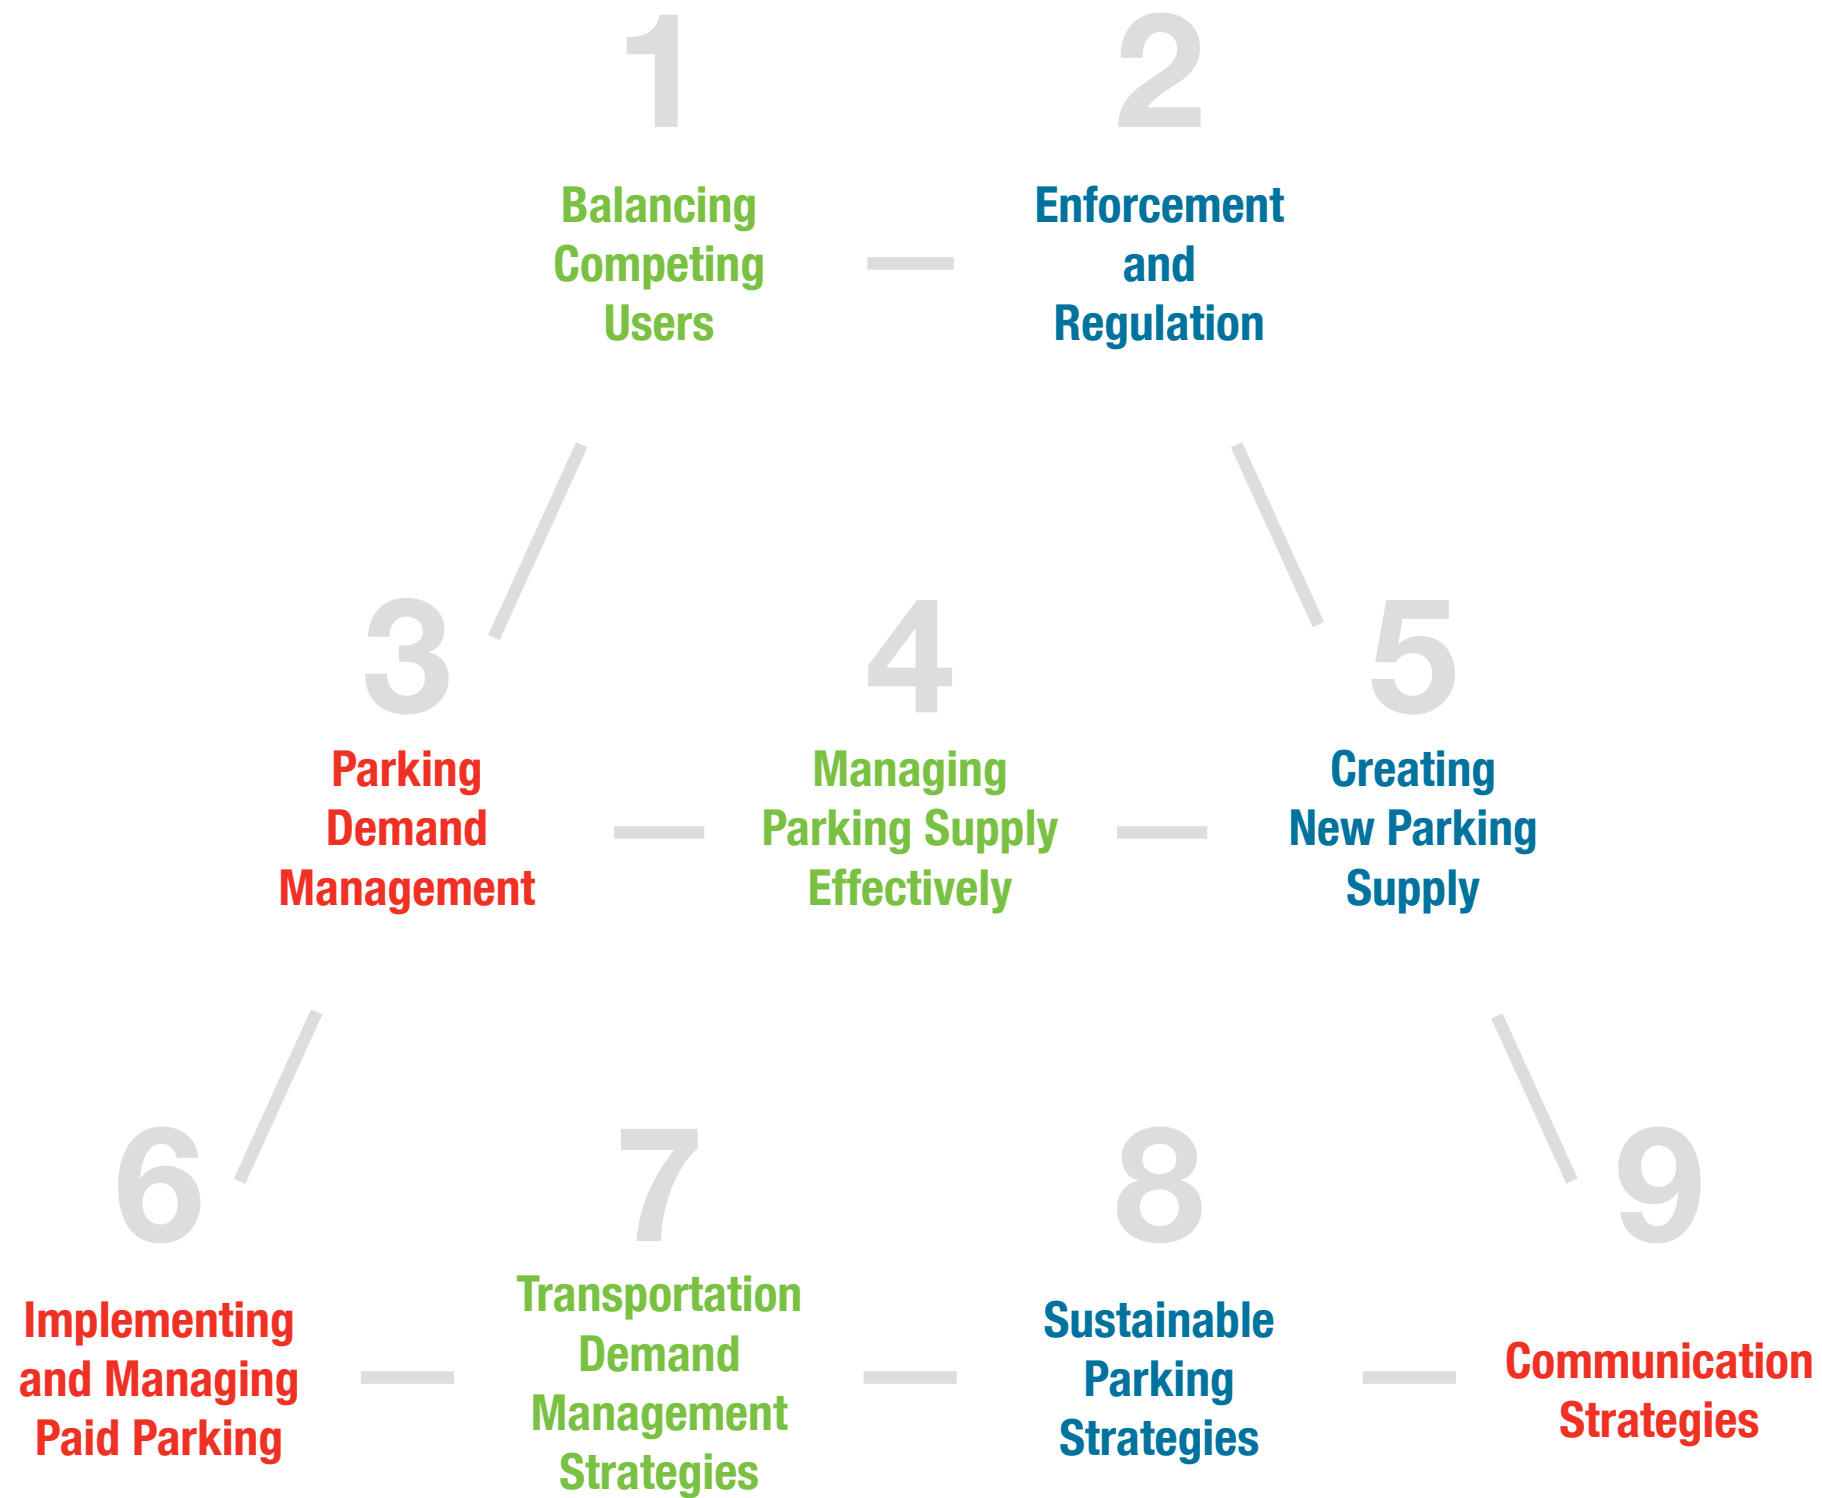 1
Balancing
Competing
Users
2
Enforcement
and
Regulation
3
Parking
Demand
Management
4
Managing
Parking Supply
Effectively
5
Creating
New Parking
Supply
6
Implementing
and Managing
Paid Parking
7
Transportation
Demand
Management
Strategies
8
Sustainable
Parking
Strategies
9
Communication
Strategies